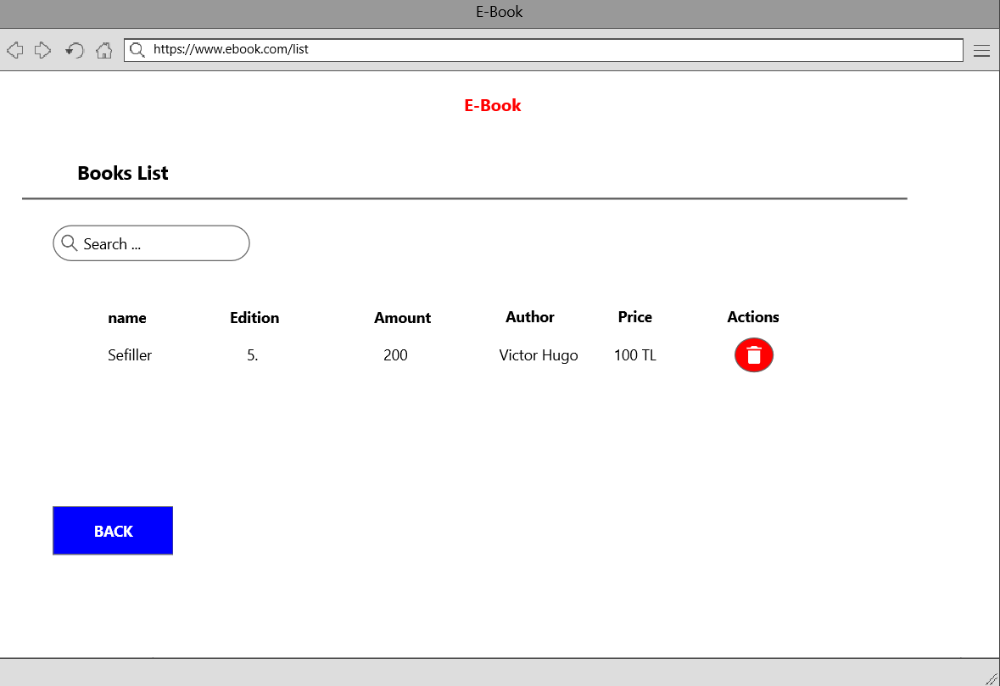 E-Book
https://www.ebook.com/list
E-Book
Books List
Search ...
name Edition Amount Author Price Actions
Sefiller 5. 200 Victor Hugo 100 TL
BACK